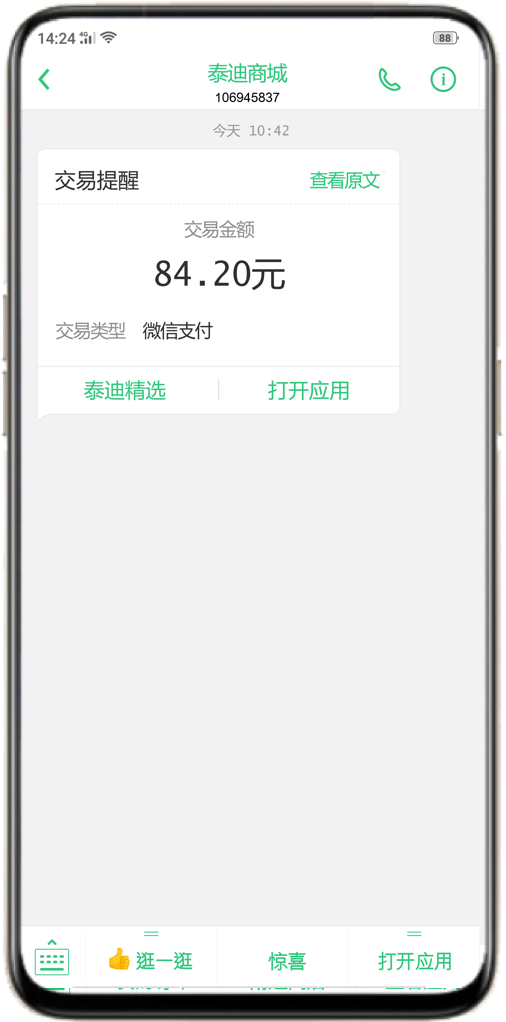 14:24 4G 88
泰迪商城
106945837
今天 10:42
交易提醒 查看原文
交易金额
84.20元
交易类型 微信支付
泰迪精选 打开应用
逛一逛 惊喜 打开应用